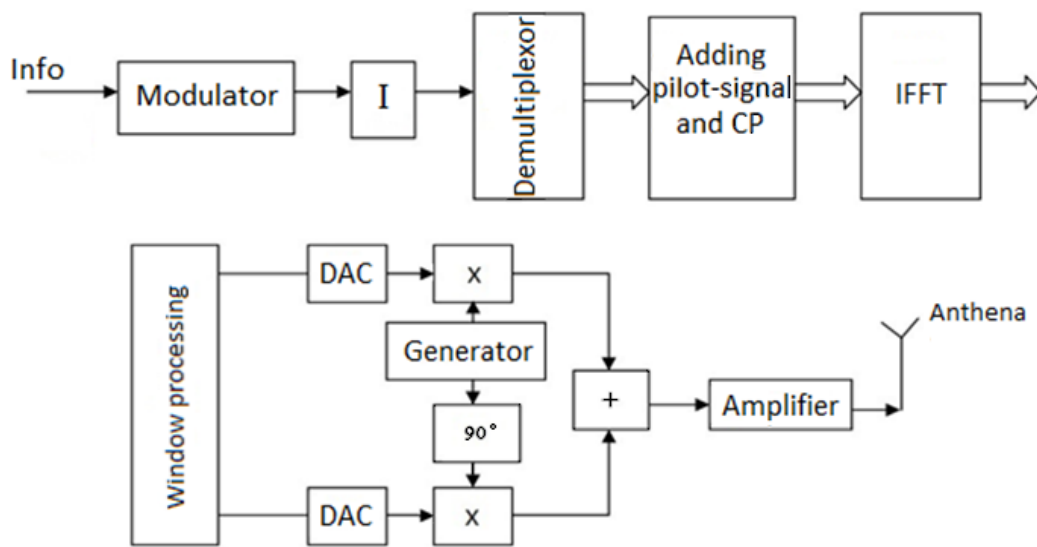 Info
Modulator
I
Demultiplexor
Adding
pilot-signal
and CP
IFFT
Window processing
DAC
x
Generator
90°
DAC
x
+
Amplifier
Anthena